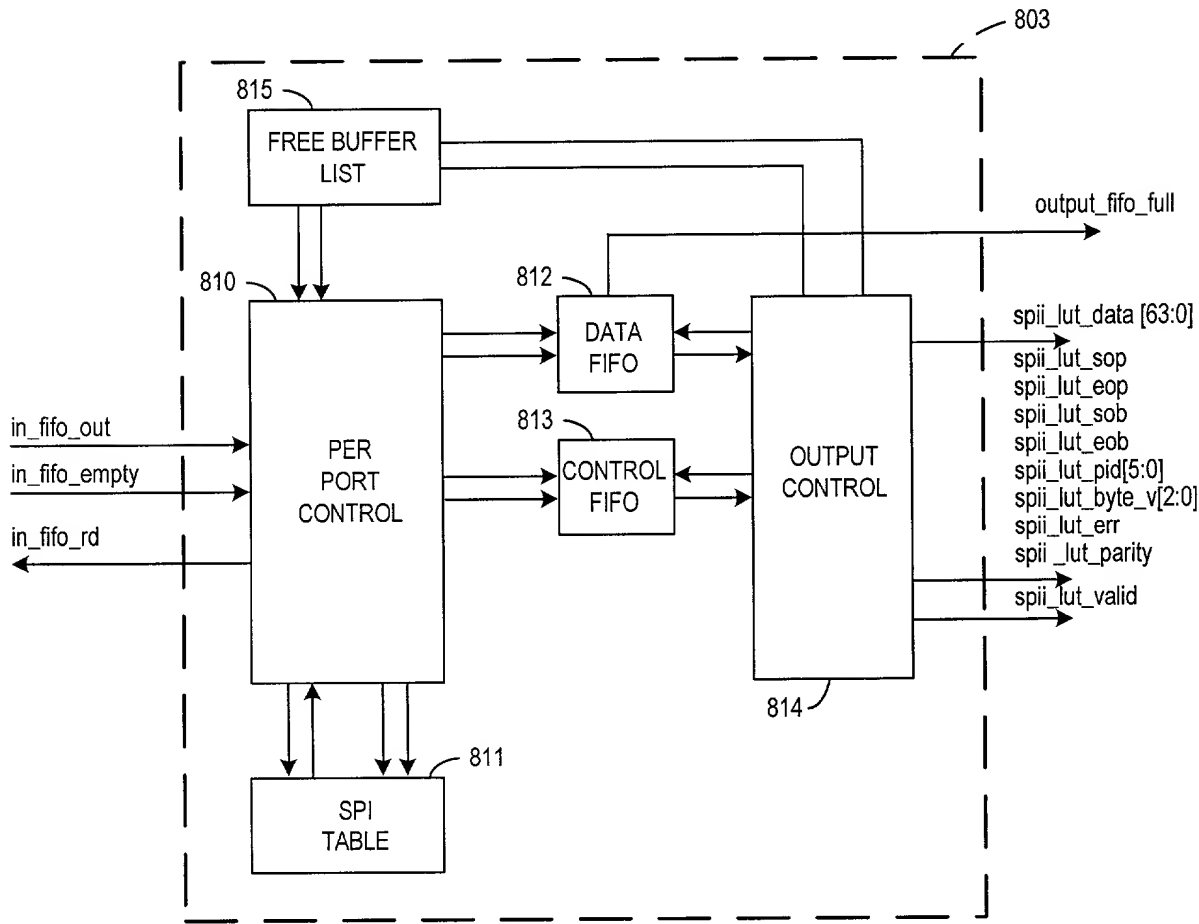 803
815
FREE BUFFER
LIST
output_fifo_full
810
812
DATA
FIFO
spii_lut_data [63:0]
spii_lut_sop
spii_lut_eop
spii_lut_sob
spii_lut_eob
spii_lut_pid[5:0]
spii_lut_byte_v[2:0]
spii_lut_err
spii _lut_parity
spii_lut_valid
in_fifo_out
in_fifo_empty
in_fifo_rd
PER
PORT
CONTROL
813
CONTROL
FIFO
OUTPUT
CONTROL
814
811
SPI
TABLE